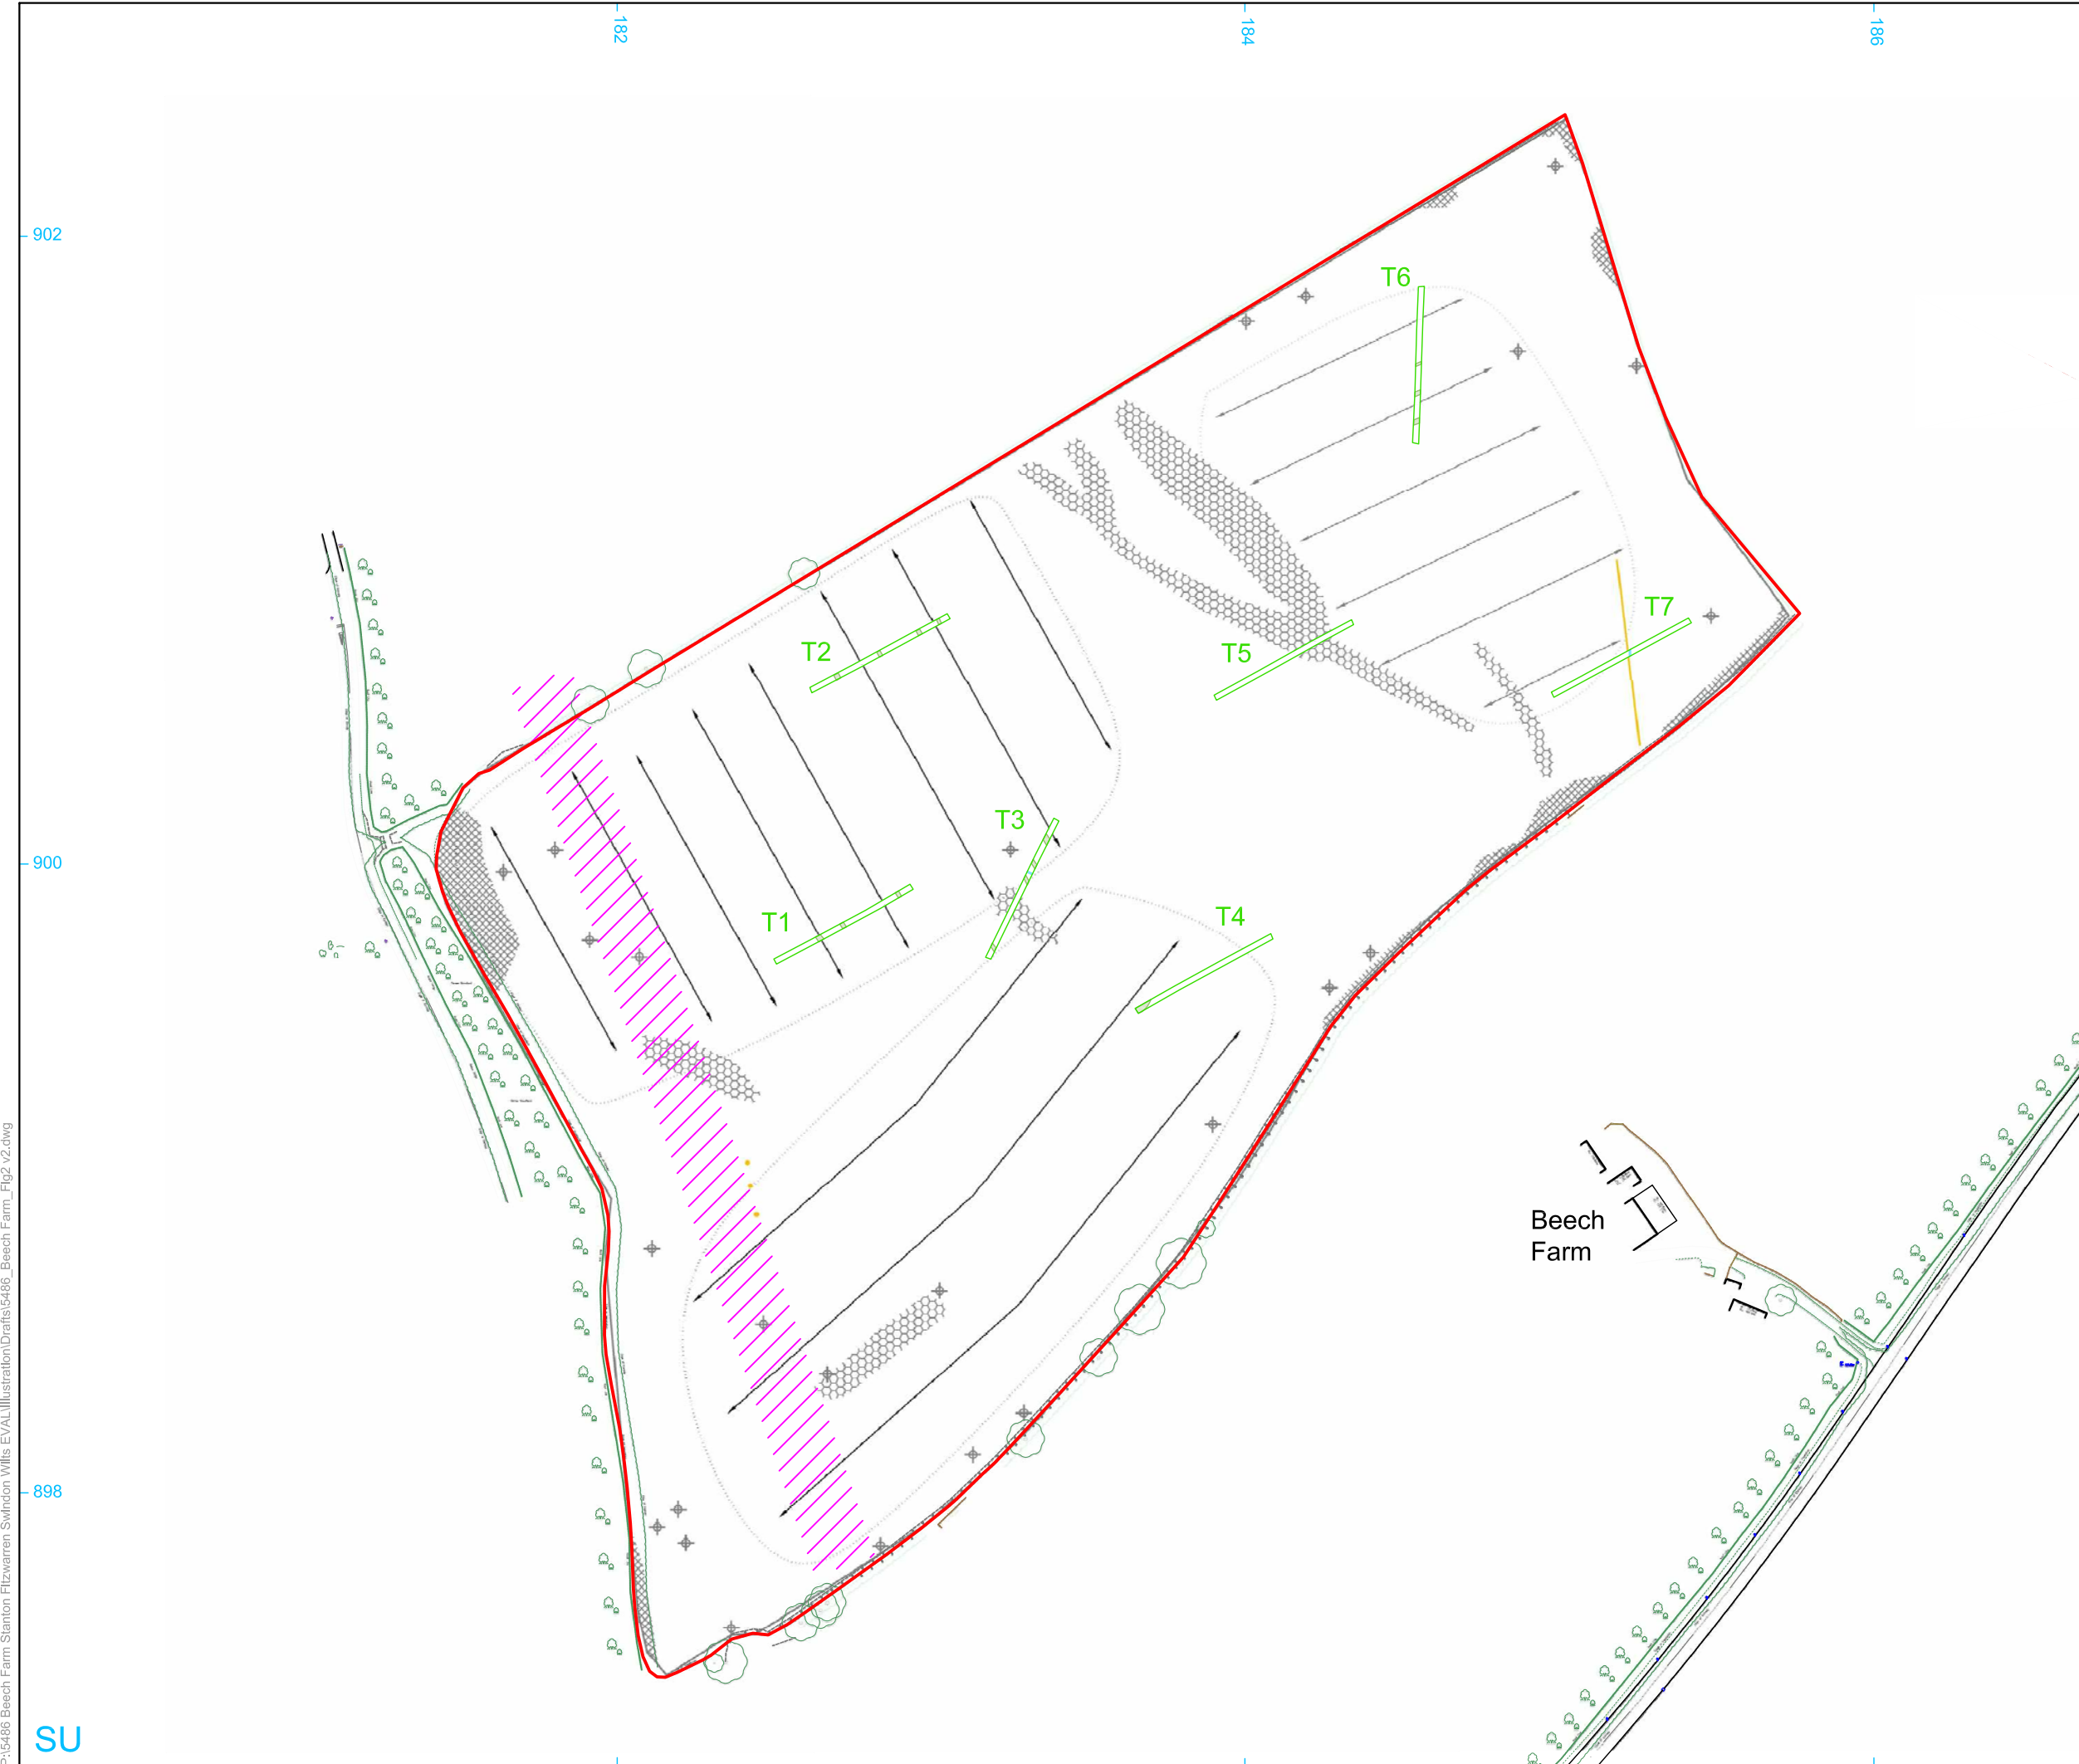 182
184
186
902
T6
T7
T2
T5
T3
900
T1
T4
Beech
Farm
898
SU
P:\5486 Beech Farm Stanton Fitzwarren Swindon Wilts EVAL\Illustration\Drafts\5486_Beech Farm_Fig2 v2.dwg